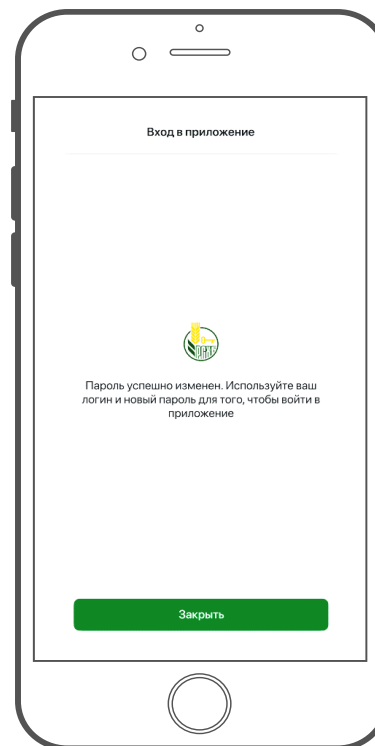 Вход в приложение
Пароль успешно изменен. Используйте ваш
логин и новый пароль для того, чтобы войти в
приложение
Закрыть